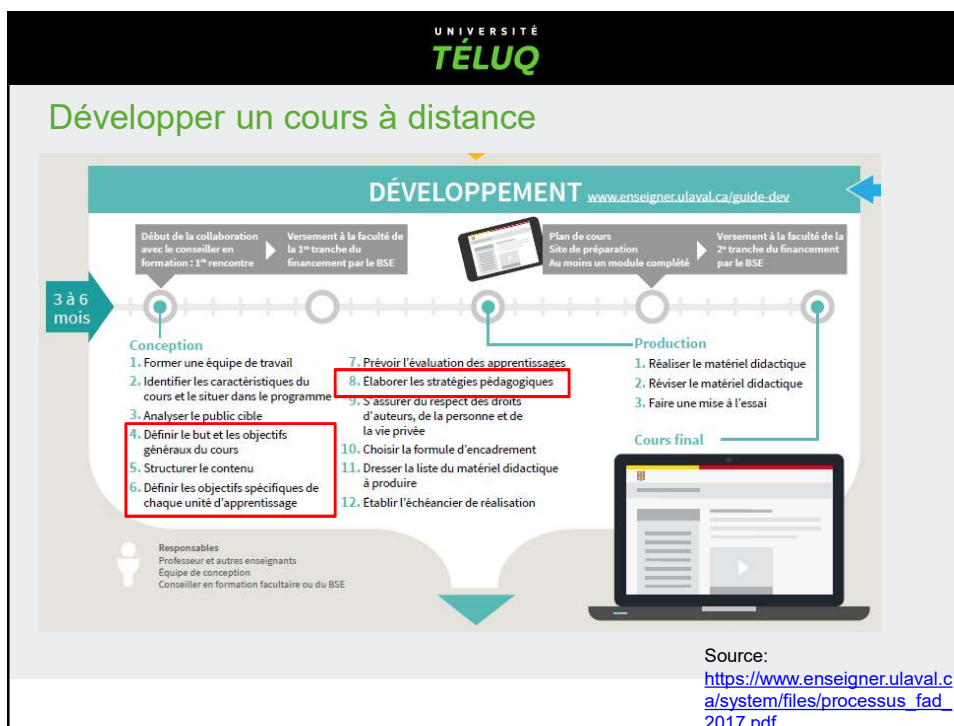 UNIVERSITÉ
TÉLUQ
Développer un cours à distance
DÉVELOPPEMENT www.enseigner.ulaval.ca/guide-dev
Début de la collaboration
avec le conseiller en
formation : 1re rencontre
Versement à la faculté de
la 1re tranche du
financement par le BSE
Plan de cours
Site de préparation
Au moins un module complété
Versement à la faculté de la
2e tranche du financement
par le BSE
3 à 6
mois
Conception
1. Former une équipe de travail
2. Identifier les caractéristiques du
cours et le situer dans le programme
3. Analyser le public cible
4. Définir le but et les objectifs
généraux du cours
5. Structurer le contenu
6. Définir les objectifs spécifiques de
chaque unité d'apprentissage
7. Prévoir l'évaluation des apprentissages
8. Élaborer les stratégies pédagogiques
9. S'assurer du respect des droits
d'auteurs, de la personne et de
la vie privée
10. Choisir la formule d'encadrement
11. Dresser la liste du matériel didactique
à produire
12. Établir l'échéancier de réalisation
Production
1. Réaliser le matériel didactique
2. Réviser le matériel didactique
3. Faire une mise à l'essai
Cours final
Responsables
Professeur et autres enseignants
Équipe de conception
Conseiller en formation facultaire ou du BSE
Source:
https://www.enseigner.ulaval.c
a/system/files/processus_fad_
2017.pdf